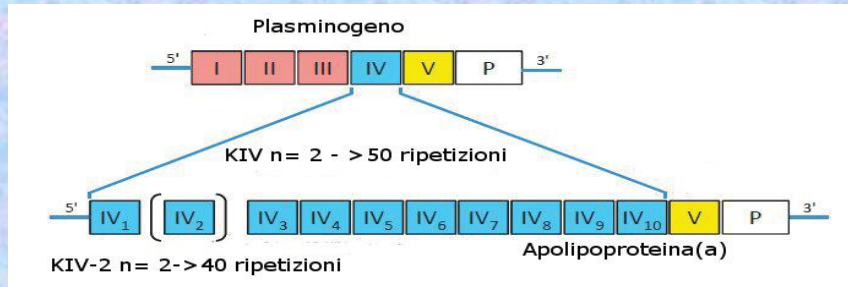 Plasminogeno
5' I II III IV V P 3'
KIV n= 2 - >50 ripetizioni
5' IV1 (IV2) IV3 IV4 IV5 IV6 IV7 IV8 IV9 IV10 V P 3'
Apolipoproteina(a)
KIV-2 n= 2->40 ripetizioni